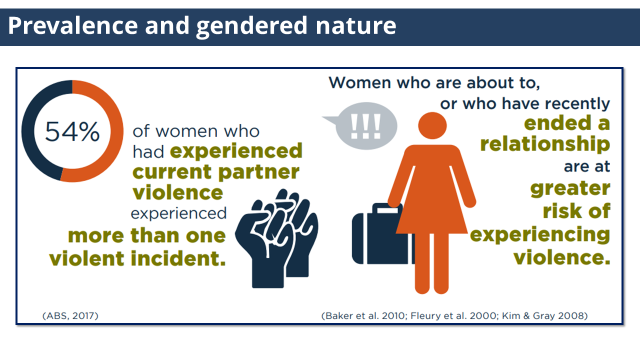 Prevalence and gendered nature
54%
of women who
had experienced
current partner
violence
experienced
more than one
violent incident.
(ABS, 2017)
Women who are about to,
or who have recently
!!!
ended a
relationship
are at
greater
risk of
experiencing
violence.
(Baker et al. 2010; Fleury et al. 2000; Kim & Gray 2008)